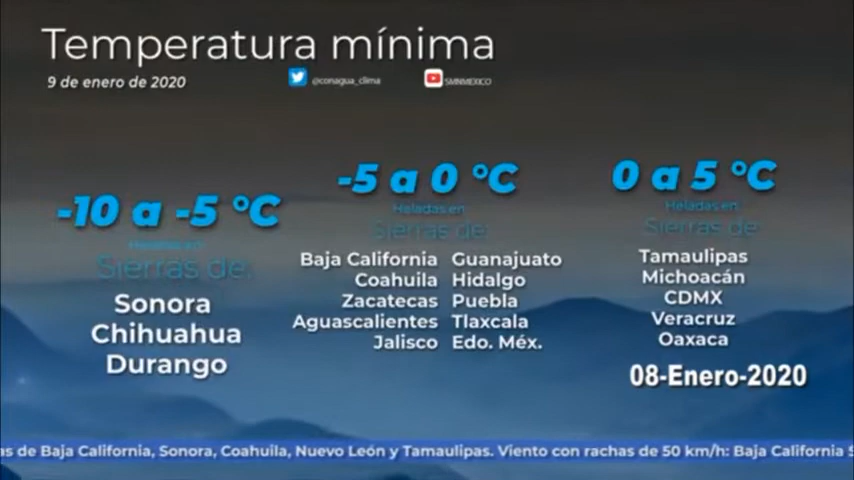 Temperatura mínima
9 de enero de 2020
@conagua_clima
SMNMEXICO
-10 a -5 °C
Heladas en:
Sierras de:
Sonora
Chihuahua
Durango
-5 a 0 °C
Heladas en:
Sierras de:
Baja California Guanajuato
Coahuila Hidalgo
Zacatecas Puebla
Aguascalientes Tlaxcala
Jalisco Edo. Méx.
0 a 5 °C
Heladas en:
Sierras de:
Tamaulipas
Michoacán
CDMX
Veracruz
Oaxaca
08-Enero-2020
as de Baja California, Sonora, Coahuila, Nuevo León y Tamaulipas. Viento con rachas de 50 km/h: Baja California S